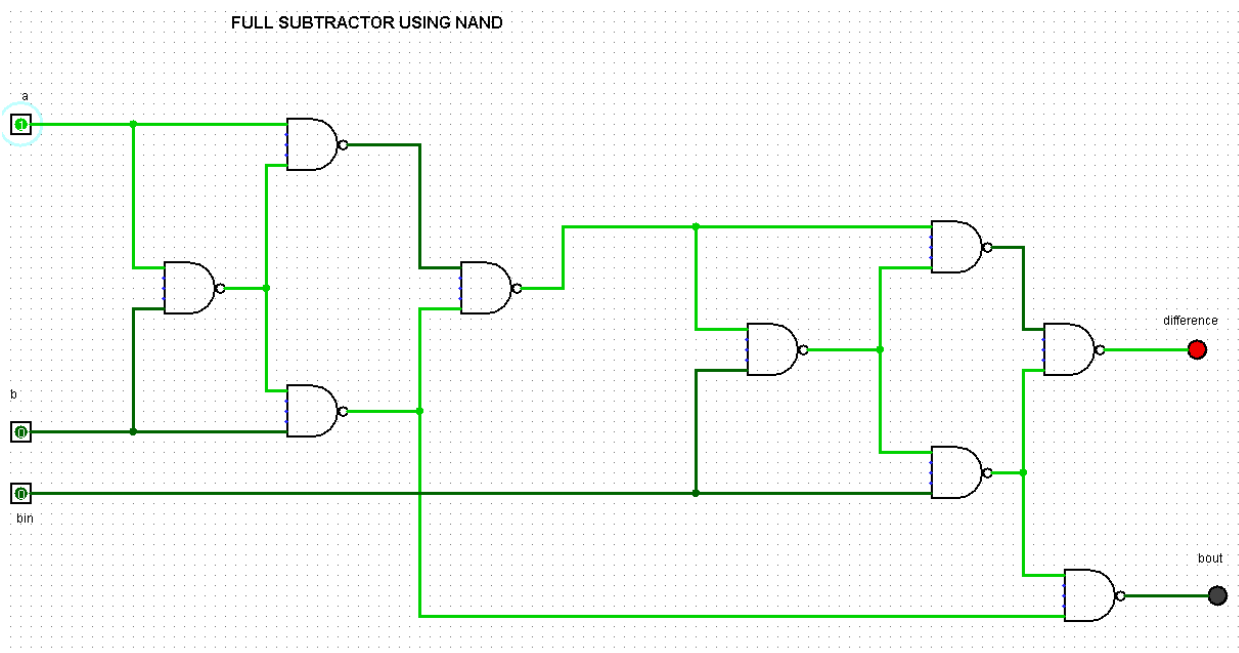 FULL SUBTRACTOR USING NAND
a
1
difference
b
0
0
bin
bout